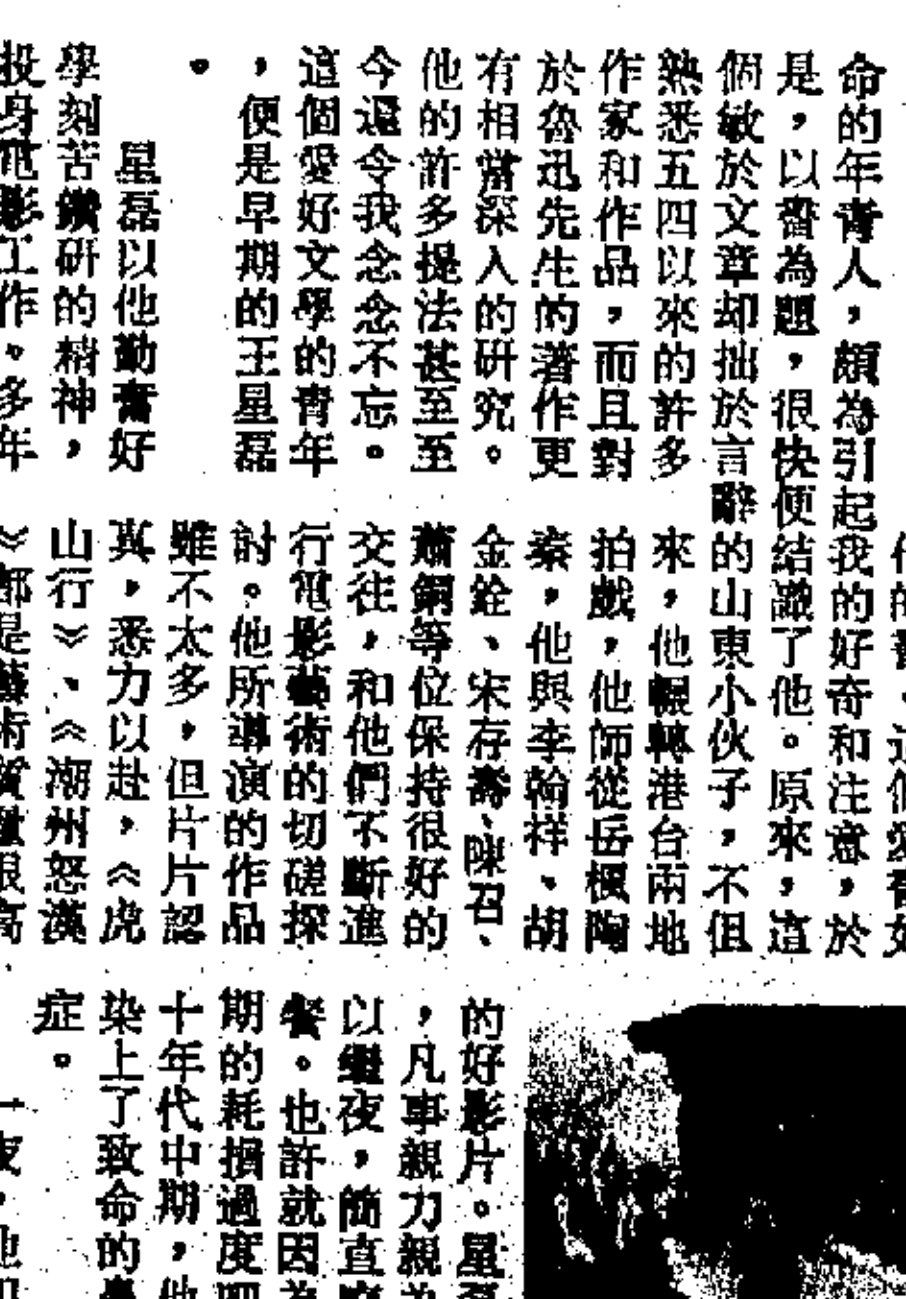 命的年青人，頗為引起我的好奇和注意，於
是，以書為題，很快便結識了他。原來，這
個敏於文章却拙於言辭的山東小伙子，不但
熟悉五四以來的許多
作家和作品，而且對
於魯迅先生的著作更
有相當深入的研究。
他的許多提法甚至至
今還令我念念不忘。
這個愛好文學的青年
，便是早期的王星磊
。
星磊以他勤奮好
學刻苦鑽研的精神，
投身電影工作。多年
來，他輾轉港台兩地
拍戲，他師從岳楓陶
秦，他與李翰祥、胡
金銓、宋存壽、陳召、
蕭銅等位保持很好的
交往，和他們不斷進
行電影藝術的切磋探
討。他所導演的作品
雖不太多，但片片認
真，悉力以赴，《虎
山行》、《潮州怒漢
》都是藝術質量很高
的好影片。星磊
，凡事親力親為
以繼夜，簡直
餐。也許就因為
期的耗損過度吧
十年代中期，他
染上了致命的
症。
一夜，他